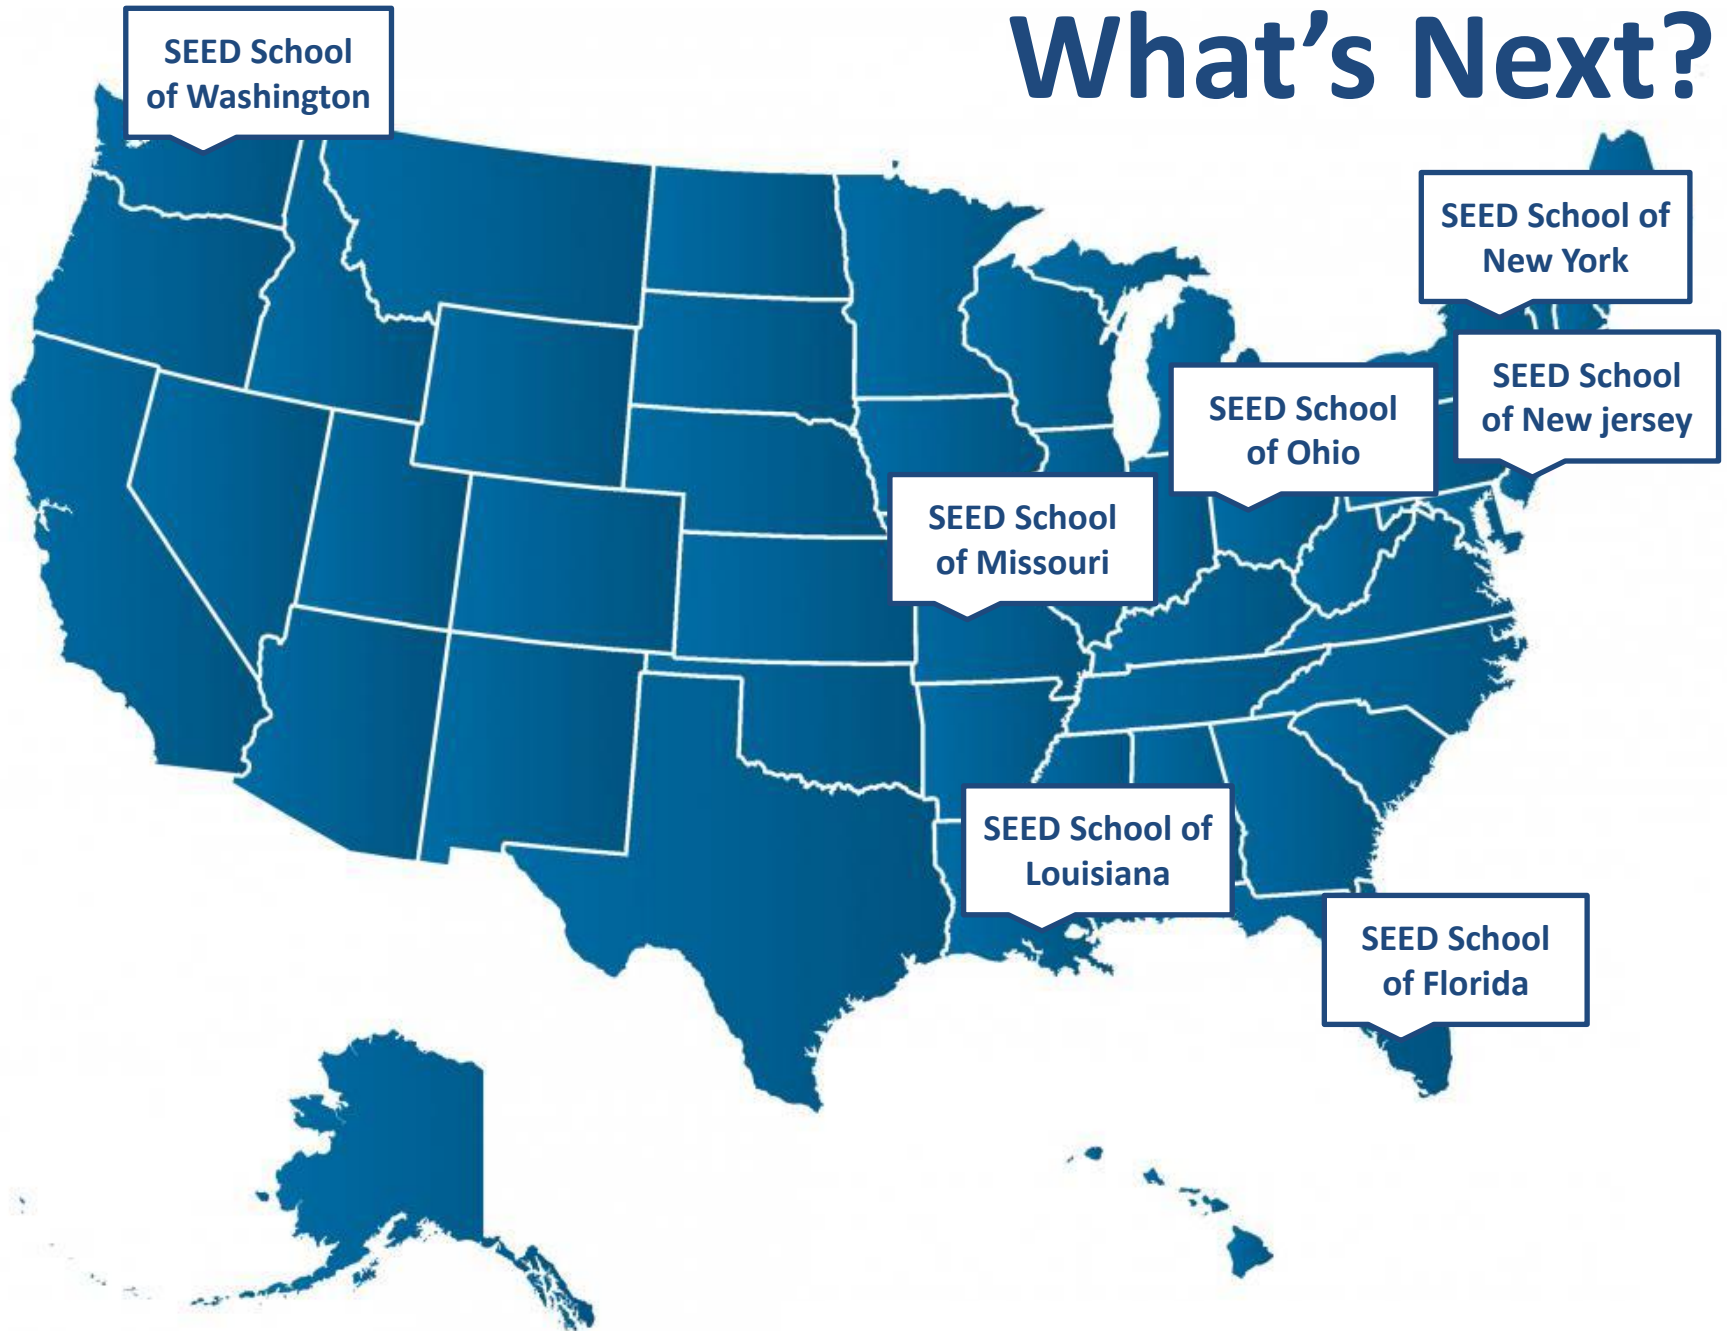 What's Next?
SEED School
of Washington
SEED School of
New York
SEED School
of New jersey
SEED School
of Ohio
SEED School
of Missouri
SEED School of
Louisiana
SEED School
of Florida